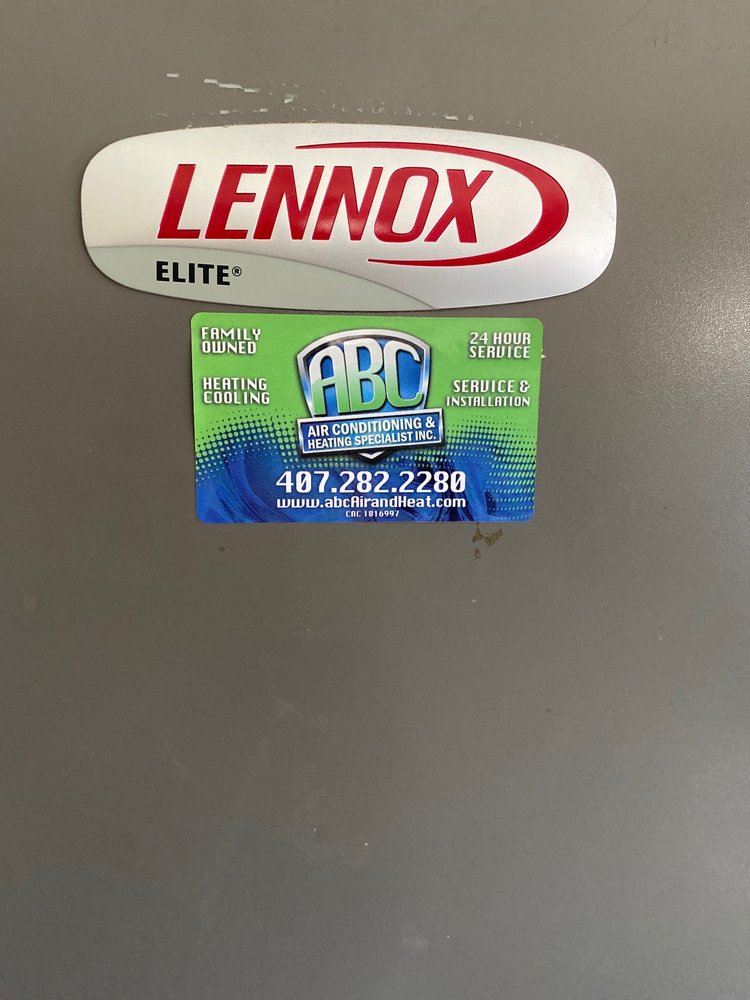 LENNOX
ELITE®
FAMILY
OWNED
HEATING
COOLING
ABC
AIR CONDITIONING &
HEATING SPECIALIST INC.
24 HOUR
SERVICE
SERVICE &
INSTALLATION
407.282.2280
www.abcAirandHeat.com
CAC 1816997